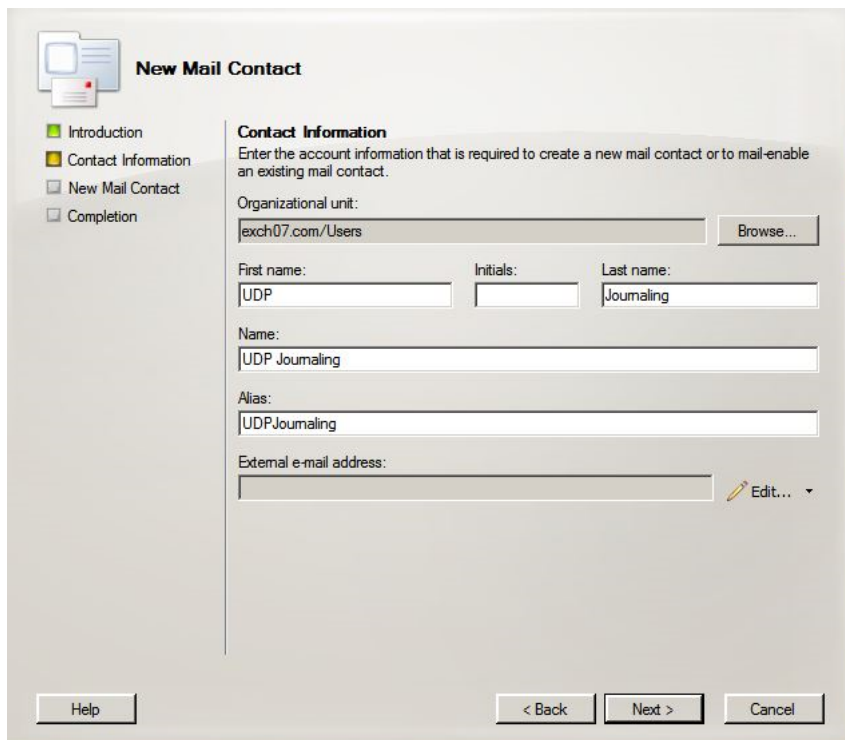 New Mail Contact
Introduction
Contact Information
New Mail Contact
Completion
Contact Information
Enter the account information that is required to create a new mail contact or to mail-enable
an existing mail contact.
Organizational unit:
exch07.com/Users
Browse...
First name:
Initials:
Last name:
UDP
Journaling
Name:
UDP Journaling
Alias:
UDPJournaling
External e-mail address:
Edit...
Help
< Back
Next >
Cancel